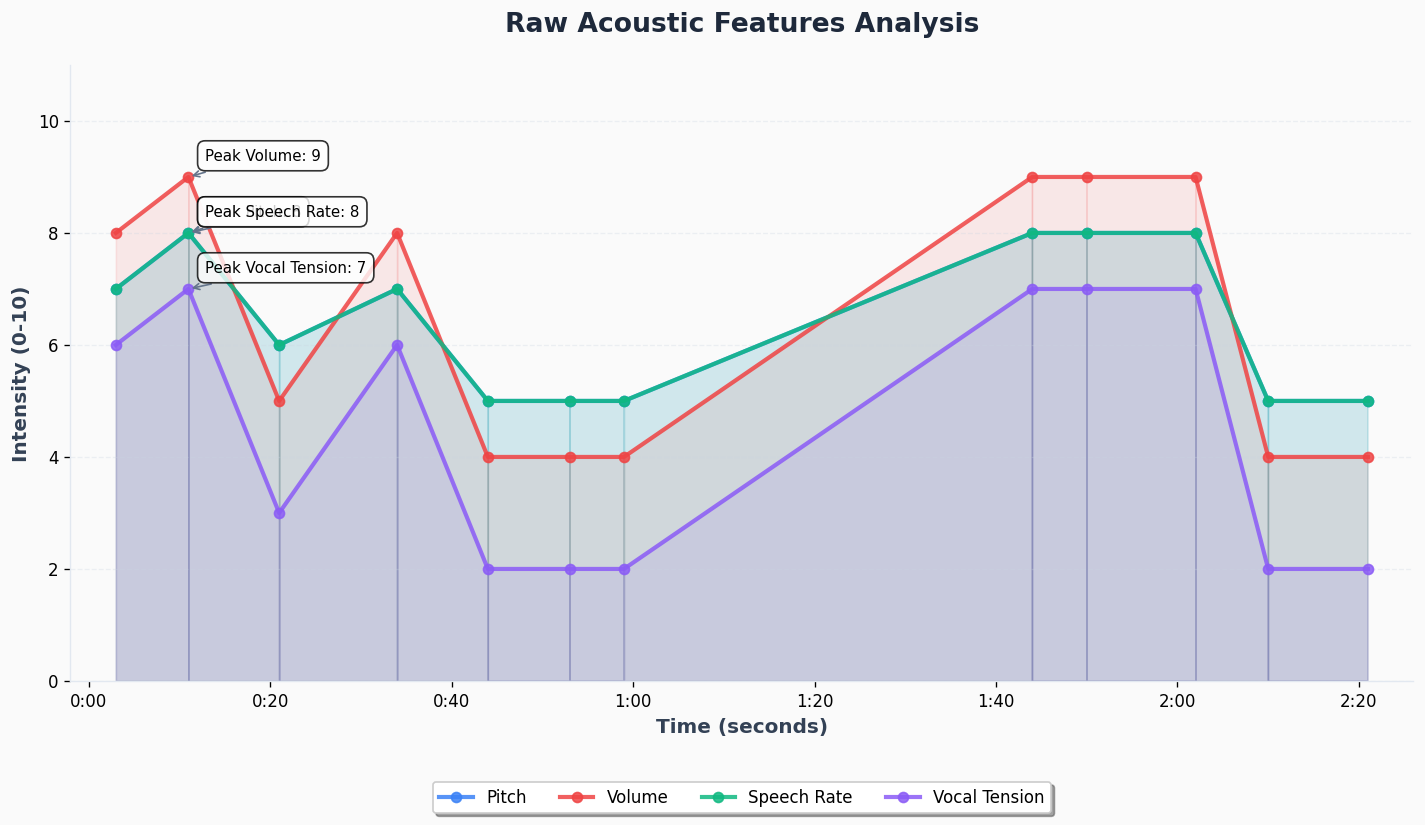 Raw Acoustic Features Analysis
Intensity (0-10)
10
8
6
4
2
0
Peak Volume: 9
Peak Speech Rate: 8
Peak Vocal Tension: 7
0:00 0:20 0:40 1:00 1:20 1:40 2:00 2:20
Time (seconds)
Pitch Volume Speech Rate Vocal Tension